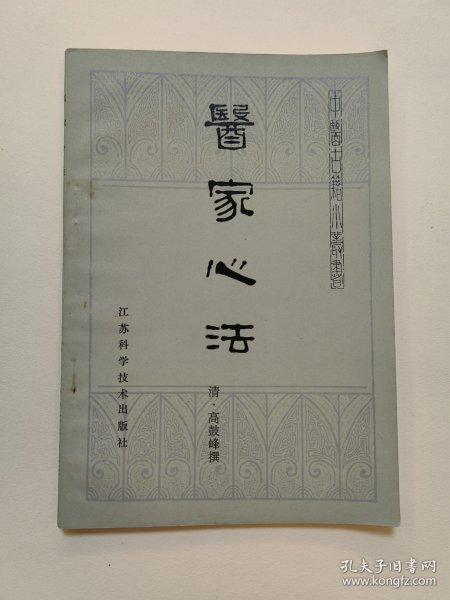 中醫古籍小叢書
醫家心法
清·高鼓峰撰
江苏科学技术出版社
孔夫子旧书网
www.kongfz.com